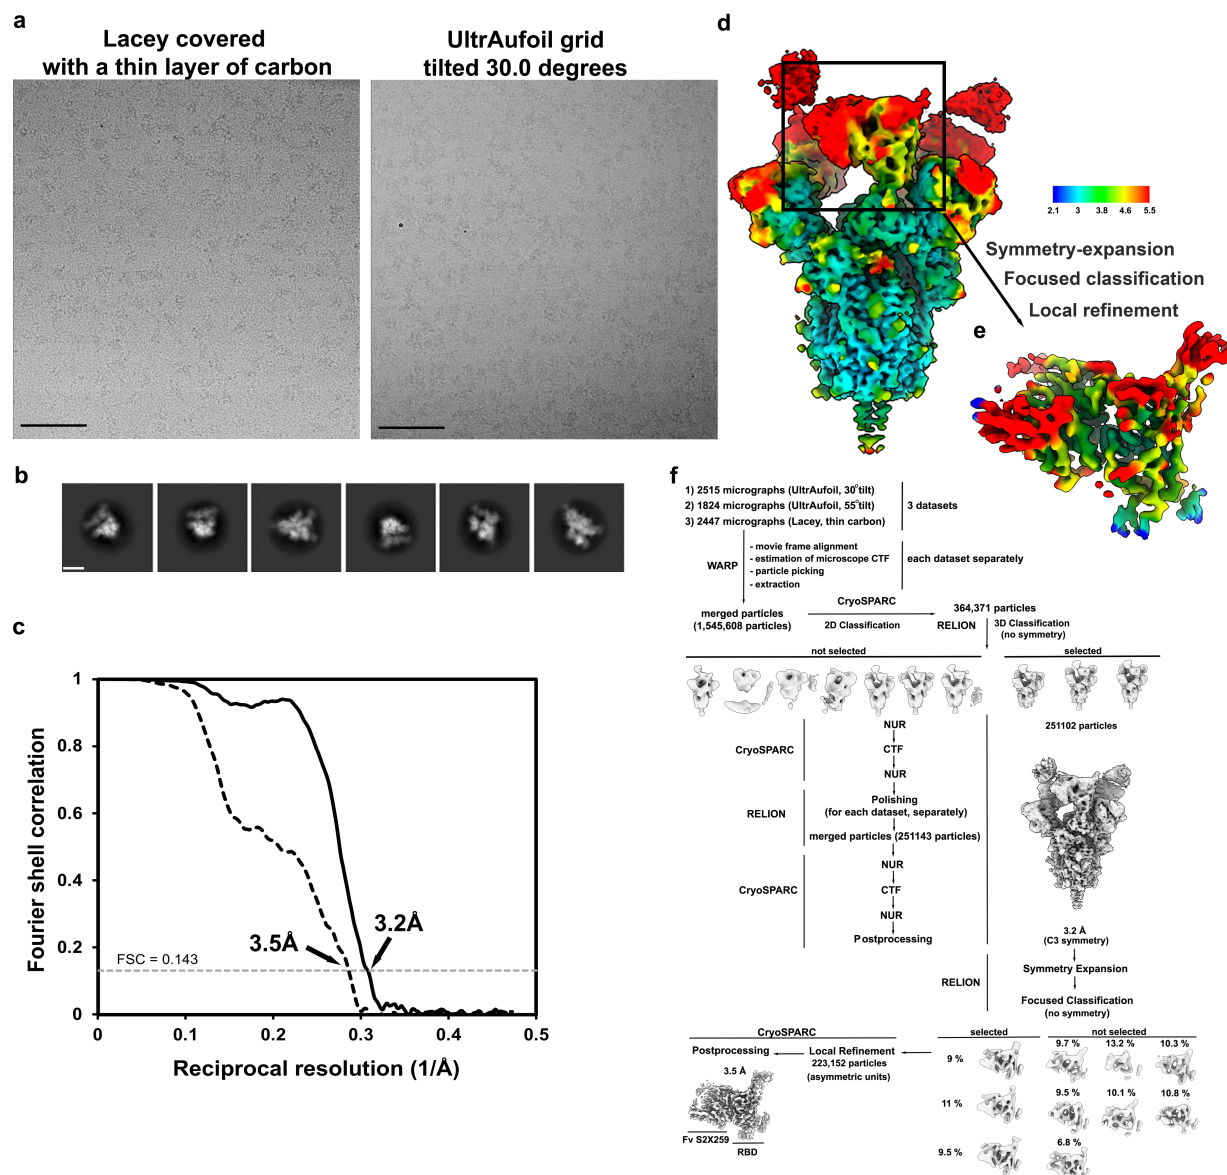 a
Lacey covered
with a thin layer of carbon
UltrAufoil grid
tilted 30.0 degrees
d
2.1 3 3.8 4.6 5.5
Symmetry-expansion
Focused classification
Local refinement
e
b
c
1
0.8
0.6
0.4
0.2
0
Fourier shell correlation
3.5Å
3.2Å
FSC = 0.143
0 0.1 0.2 0.3 0.4 0.5
Reciprocal resolution (1/Å)
f
1) 2515 micrographs (UltrAufoil, 30°tilt)
2) 1824 micrographs (UltrAufoil, 55°tilt)
3) 2447 micrographs (Lacey, thin carbon)
3 datasets
WARP
- movie frame alignment
- estimation of microscope CTF
- particle picking
- extraction
each dataset separately
merged particles
(1,545,608 particles)
CryoSPARC
2D Classification
364,371 particles
RELION
3D Classification
(no symmetry)
not selected
selected
251102 particles
CryoSPARC
NUR
CTF
NUR
RELION
Polishing
(for each dataset, separately)
merged particles (251143 particles)
CryoSPARC
NUR
CTF
NUR
Postprocessing
3.2 Å
(C3 symmetry)
RELION
Symmetry Expansion
Focused Classification
(no symmetry)
CryoSPARC
selected
not selected
Postprocessing
Local Refinement
223,152 particles
(asymmetric units)
3.5 Å
Fv S2X259
RBD
9 %
11 %
9.5 %
9.7 % 13.2 % 10.3 %
9.5 % 10.1 % 10.8 %
6.8 %